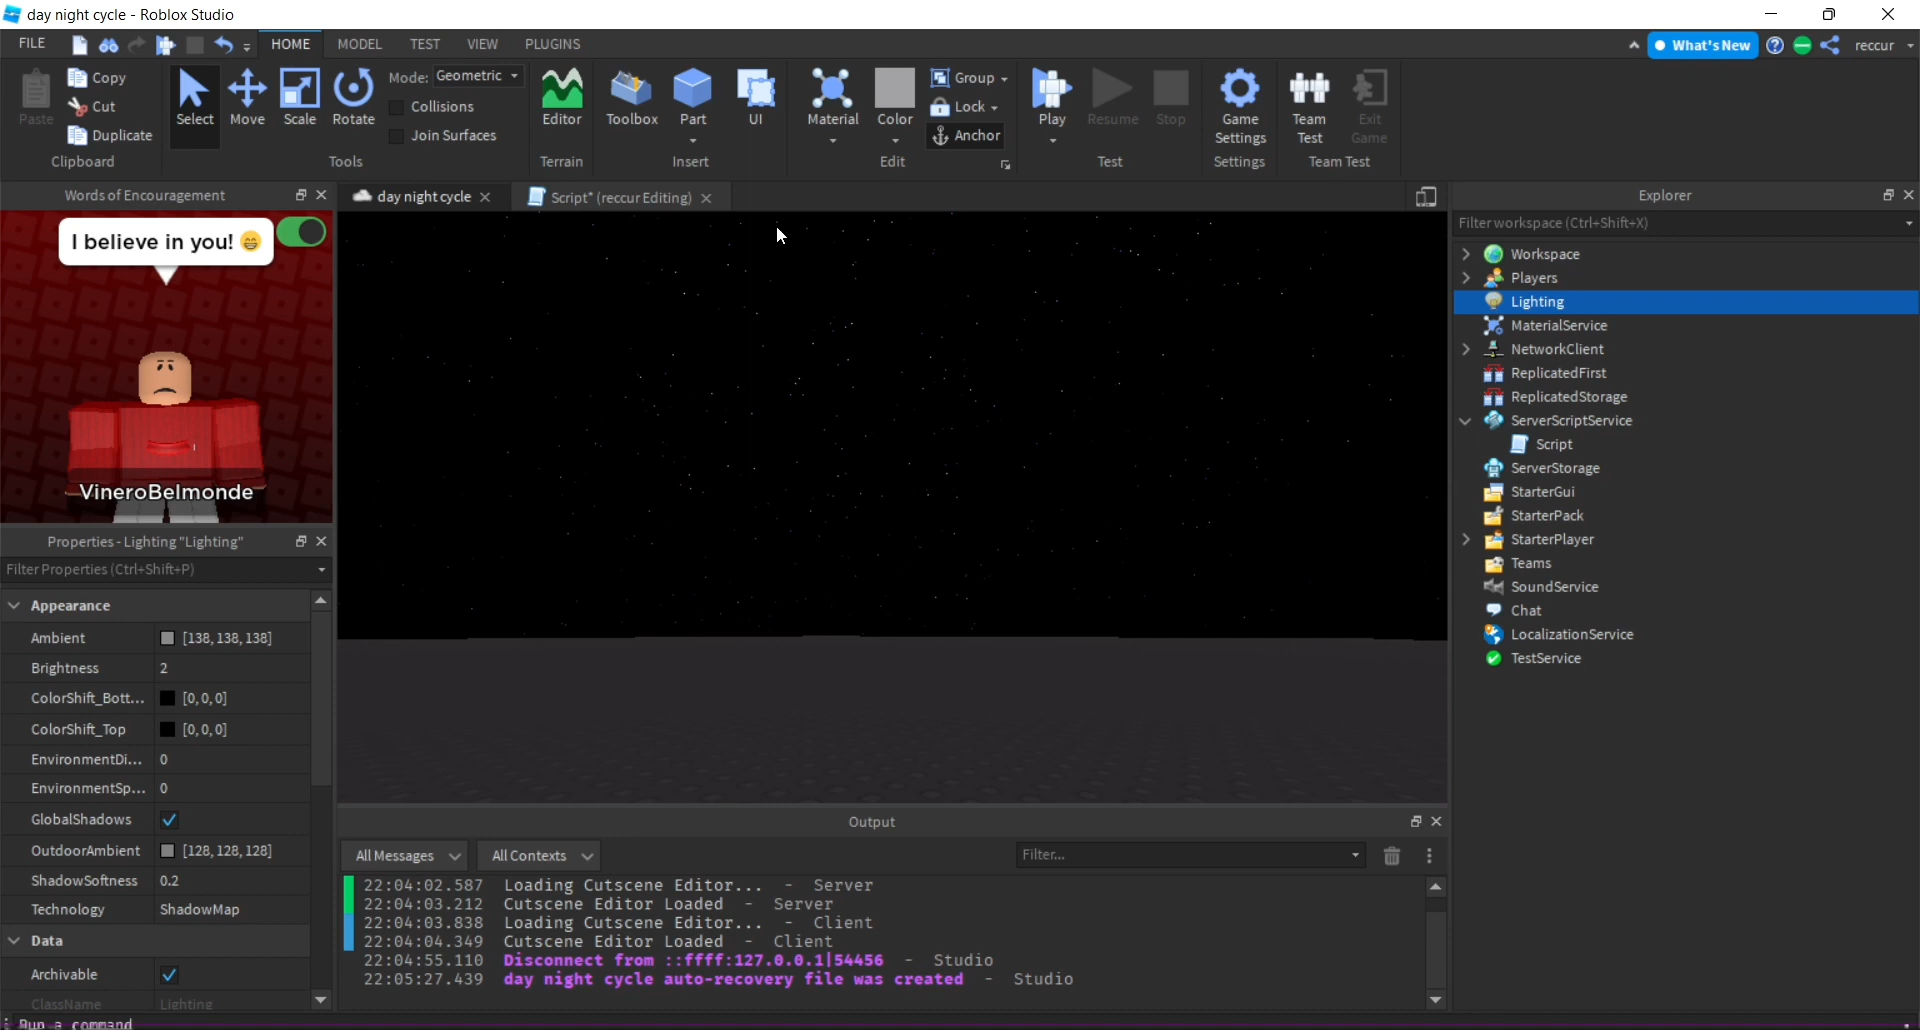 day night cycle - Roblox Studio
FILE
HOME
MODEL
TEST
VIEW
PLUGINS
What's New
reccur
Paste
Copy
Cut
Duplicate
Clipboard
Select
Move
Scale
Rotate
Mode: Geometric
Collisions
Join Surfaces
Tools
Editor
Terrain
Toolbox
Part
UI
Insert
Material
Color
Group
Lock
Anchor
Edit
Play
Resume
Stop
Test
Game
Settings
Settings
Team
Test
Exit
Game
Team Test
Words of Encouragement
I believe in you! 😁
VineroBelmonde
day night cycle
Script* (reccur Editing)
Properties - Lighting "Lighting"
Filter Properties (Ctrl+Shift+P)
Appearance
Ambient [138, 138, 138]
Brightness 2
ColorShift_Bott... [0, 0, 0]
ColorShift_Top [0, 0, 0]
EnvironmentDi... 0
EnvironmentSp... 0
GlobalShadows
OutdoorAmbient [128, 128, 128]
ShadowSoftness 0.2
Technology ShadowMap
Data
Archivable
ClassName Lighting
Run a command
Output
All Messages
All Contexts
Filter...
22:04:02.587 Loading Cutscene Editor... - Server
22:04:03.212 Cutscene Editor Loaded - Server
22:04:03.838 Loading Cutscene Editor... - Client
22:04:04.349 Cutscene Editor Loaded - Client
22:04:55.110 Disconnect from ::ffff:127.0.0.1|54456 - Studio
22:05:27.439 day night cycle auto-recovery file was created - Studio
Explorer
Filter workspace (Ctrl+Shift+X)
Workspace
Players
Lighting
MaterialService
NetworkClient
ReplicatedFirst
ReplicatedStorage
ServerScriptService
Script
ServerStorage
StarterGui
StarterPack
StarterPlayer
Teams
SoundService
Chat
LocalizationService
TestService